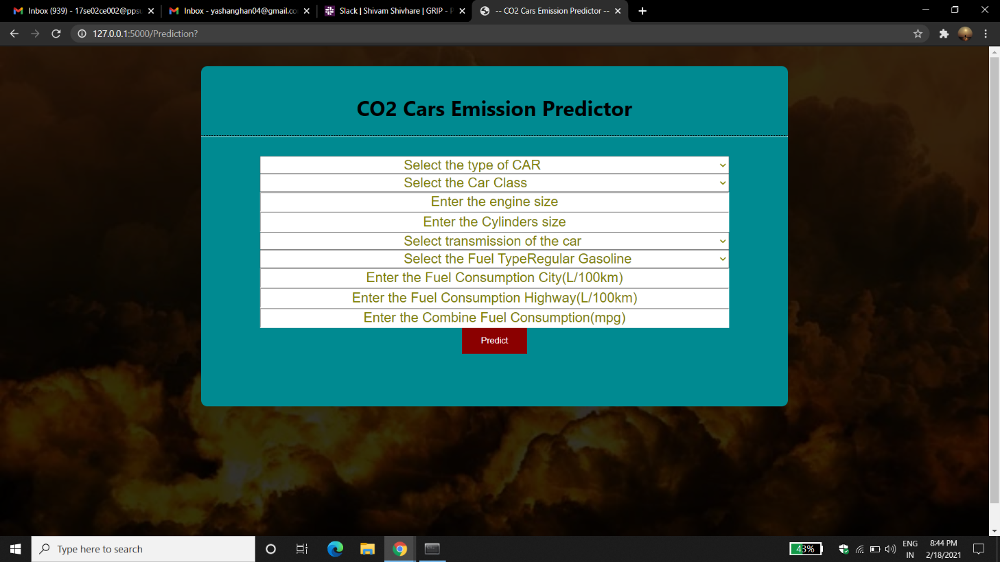 Inbox (939) - 17se02ce002@ppsu
Inbox - yashanghan04@gmail.co
Slack | Shivam Shivhare | GRIP - P
-- CO2 Cars Emission Predictor --
127.0.0.1:5000/Prediction?
CO2 Cars Emission Predictor
Select the type of CAR
Select the Car Class
Enter the engine size
Enter the Cylinders size
Select transmission of the car
Select the Fuel TypeRegular Gasoline
Enter the Fuel Consumption City(L/100km)
Enter the Fuel Consumption Highway(L/100km)
Enter the Combine Fuel Consumption(mpg)
Predict
Type here to search
43%
ENG
IN
8:44 PM
2/18/2021